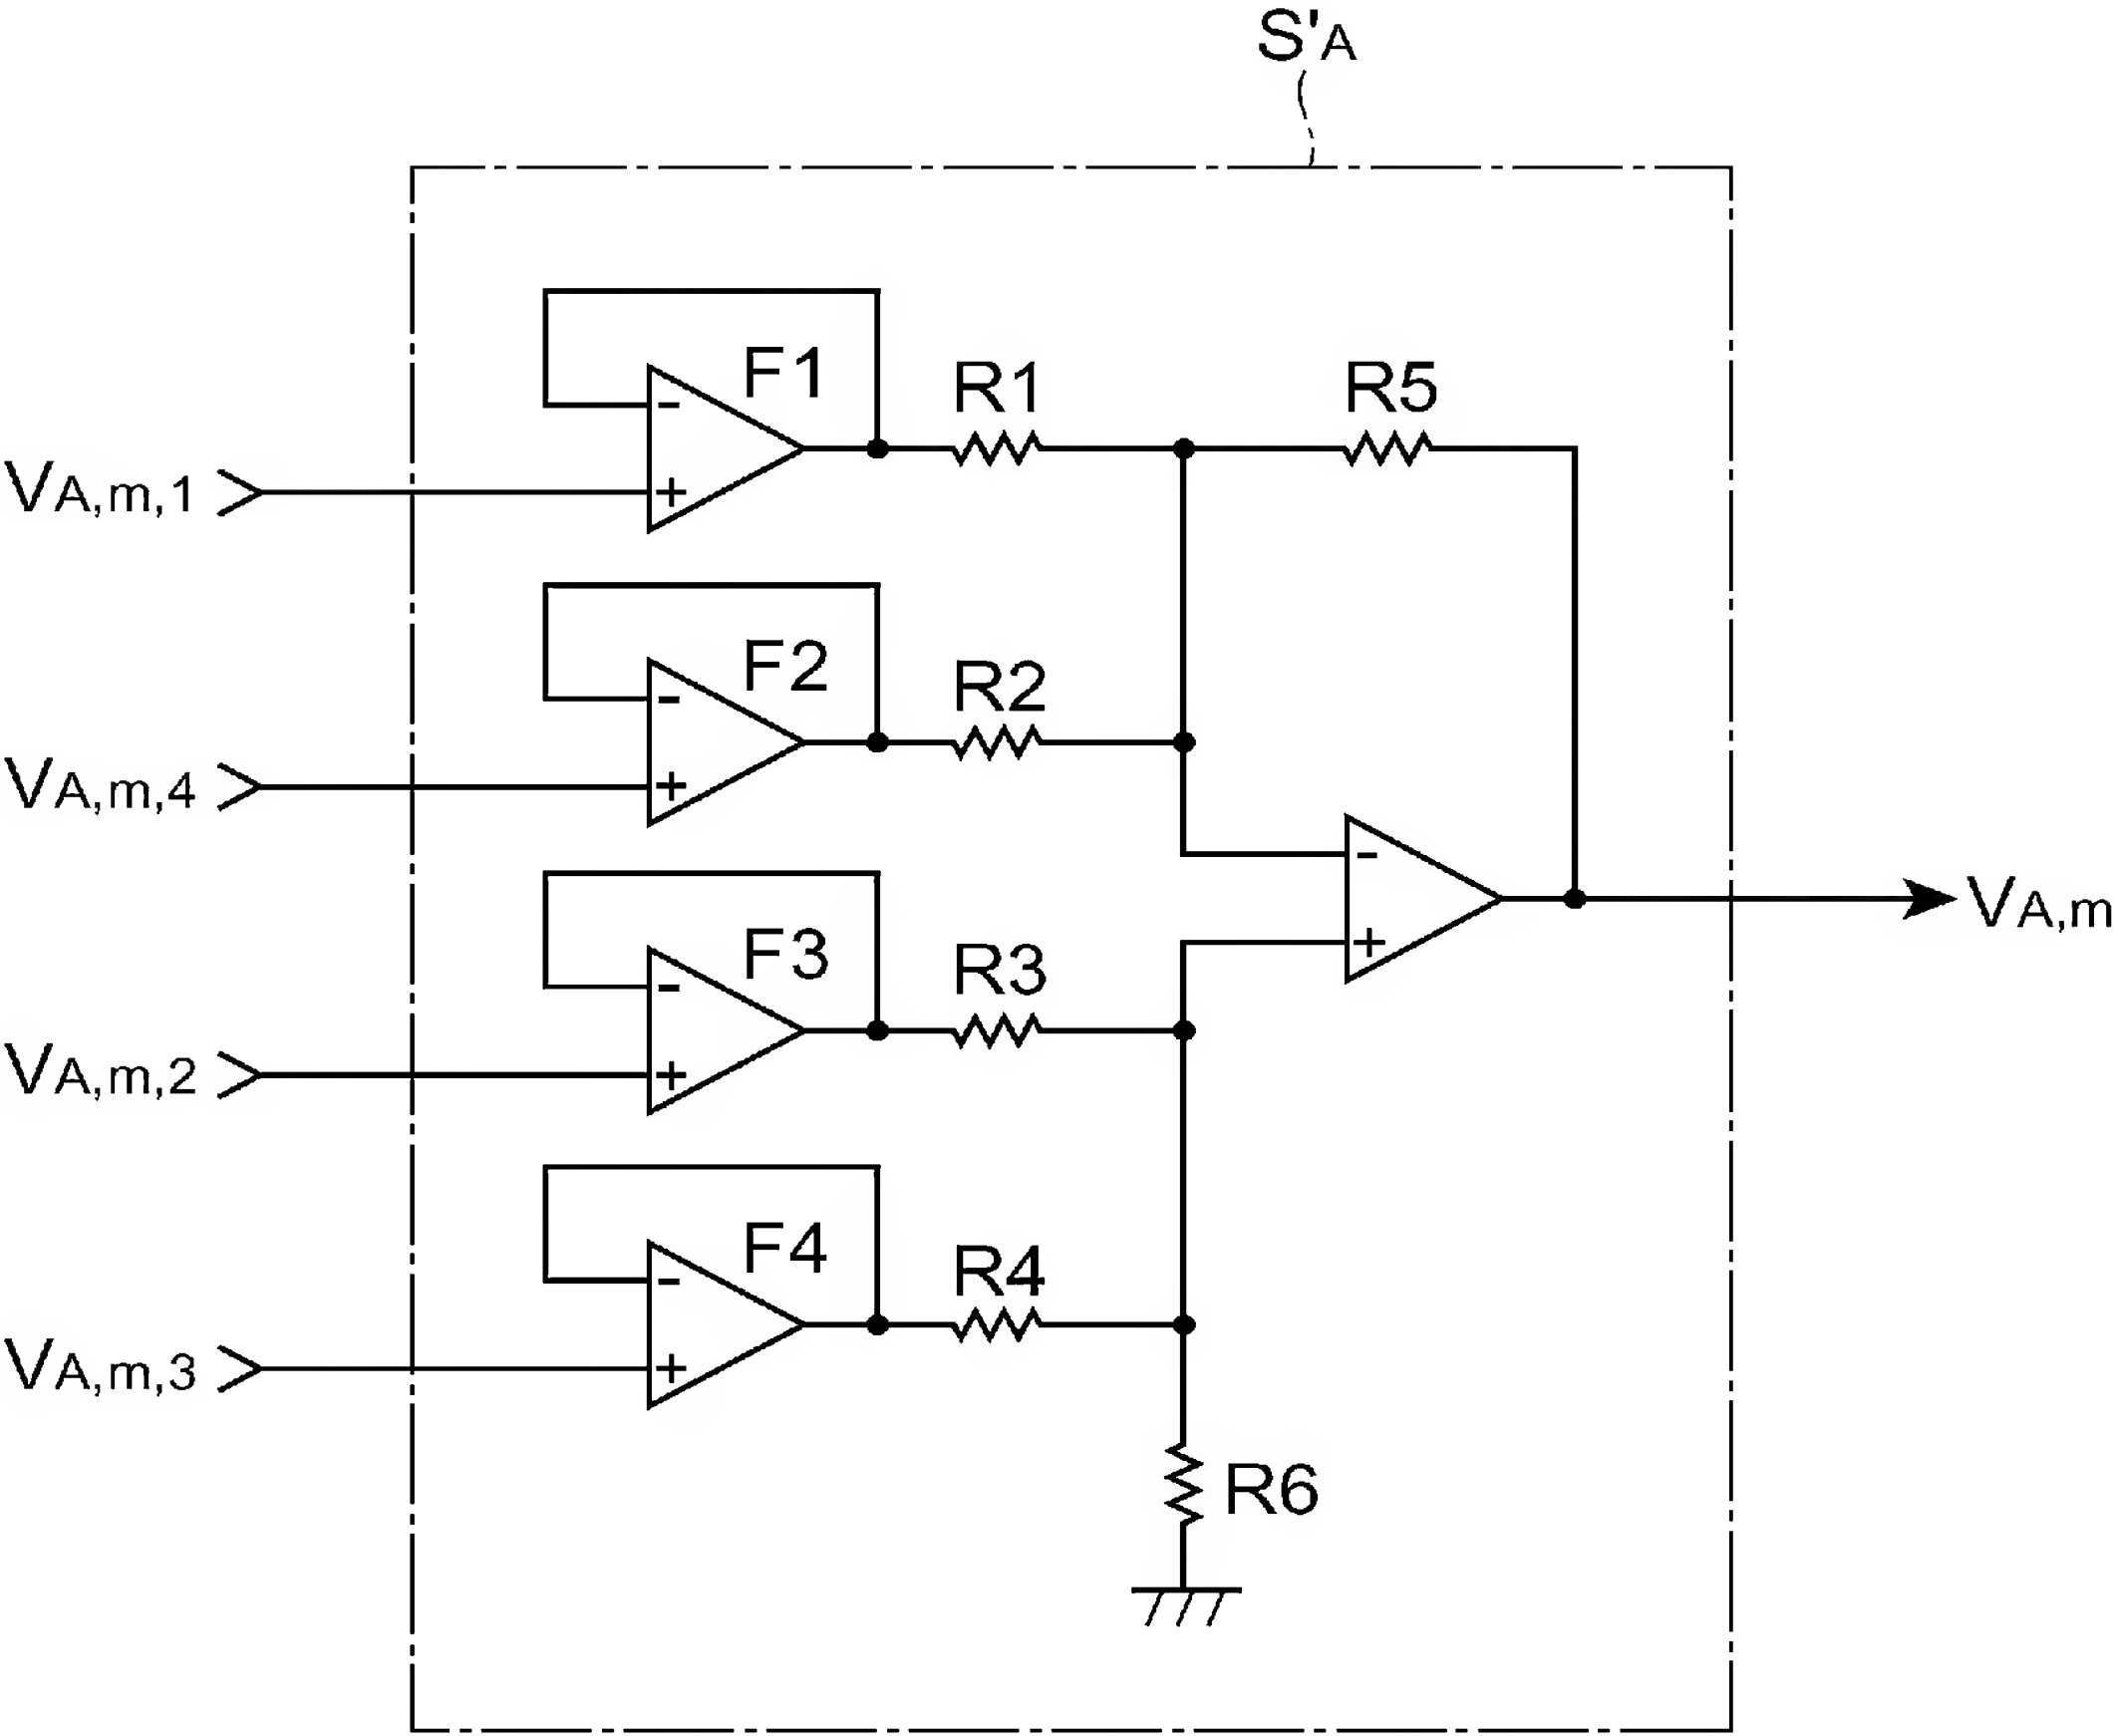 S'A
F1
R1
R5
-
+
VA,m,1
F2
R2
-
+
VA,m,4
-
+
VA,m
F3
R3
-
+
VA,m,2
F4
R4
-
+
VA,m,3
R6